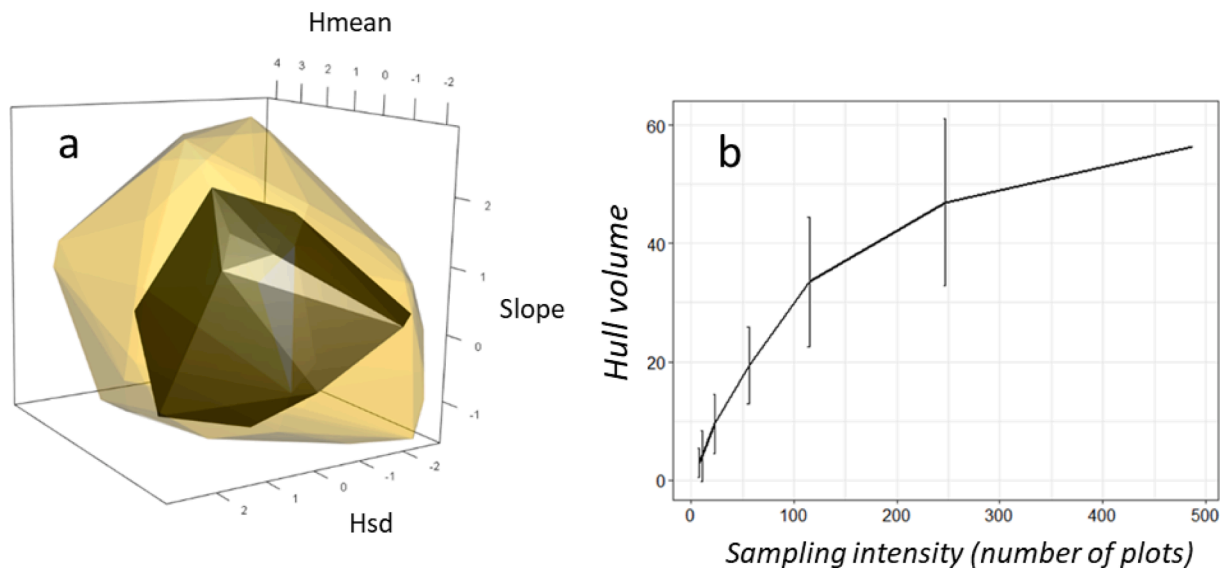 Hmean
4 3 2 1 0 -1 -2
a
2
1
Slope
0
-1
2 1 0 -1 -2
Hsd
b
Hull volume
60
40
20
0
0 100 200 300 400 500
Sampling intensity (number of plots)